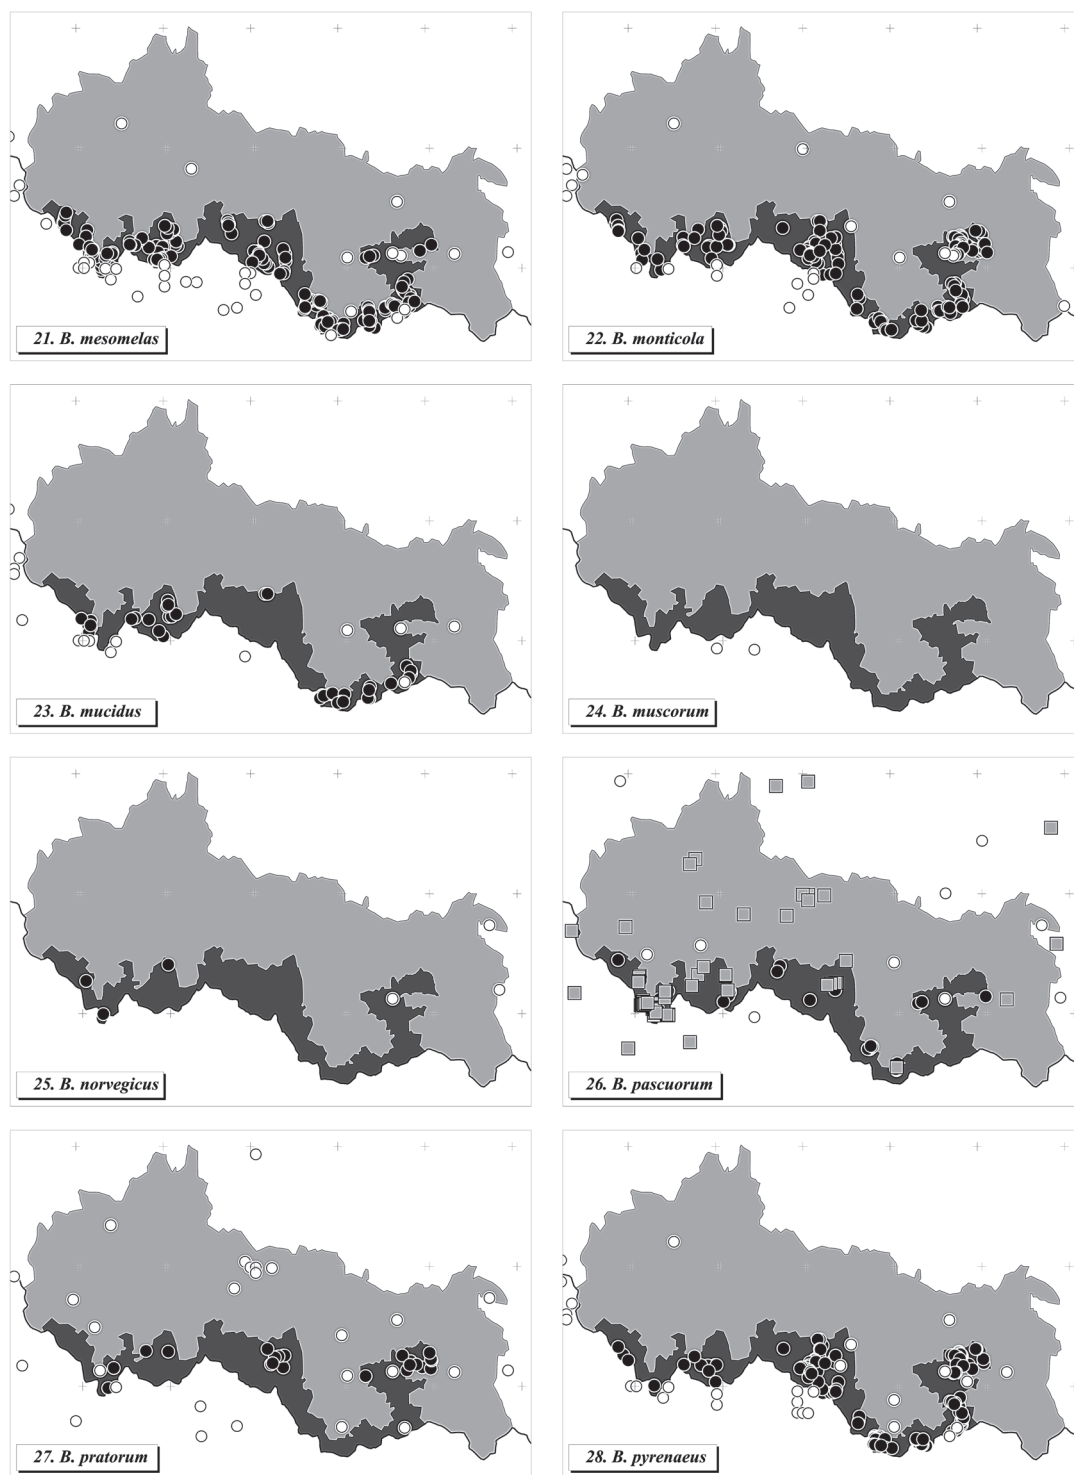 21. B. mesomelas
22. B. monticola
23. B. mucidus
24. B. muscorum
25. B. norvegicus
26. B. pascuorum
27. B. pratorum
28. B. pyrenaeus